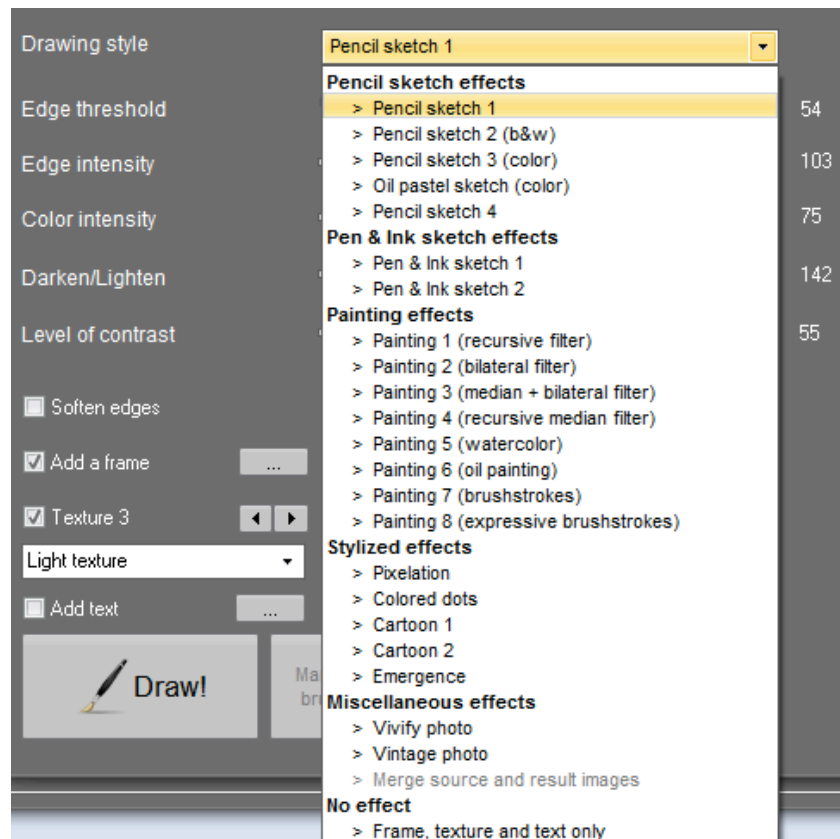 Drawing style
Pencil sketch 1
Pencil sketch effects
> Pencil sketch 1
> Pencil sketch 2 (b&w)
> Pencil sketch 3 (color)
> Oil pastel sketch (color)
> Pencil sketch 4
Pen & Ink sketch effects
> Pen & Ink sketch 1
> Pen & Ink sketch 2
Painting effects
> Painting 1 (recursive filter)
> Painting 2 (bilateral filter)
> Painting 3 (median + bilateral filter)
> Painting 4 (recursive median filter)
> Painting 5 (watercolor)
> Painting 6 (oil painting)
> Painting 7 (brushstrokes)
> Painting 8 (expressive brushstrokes)
Stylized effects
> Pixelation
> Colored dots
> Cartoon 1
> Cartoon 2
> Emergence
Miscellaneous effects
> Vivify photo
> Vintage photo
> Merge source and result images
No effect
> Frame, texture and text only
Edge threshold
54
Edge intensity
103
Color intensity
75
Darken/Lighten
142
Level of contrast
55
Soften edges
Add a frame
...
Texture 3
Light texture
Add text
...
Draw!